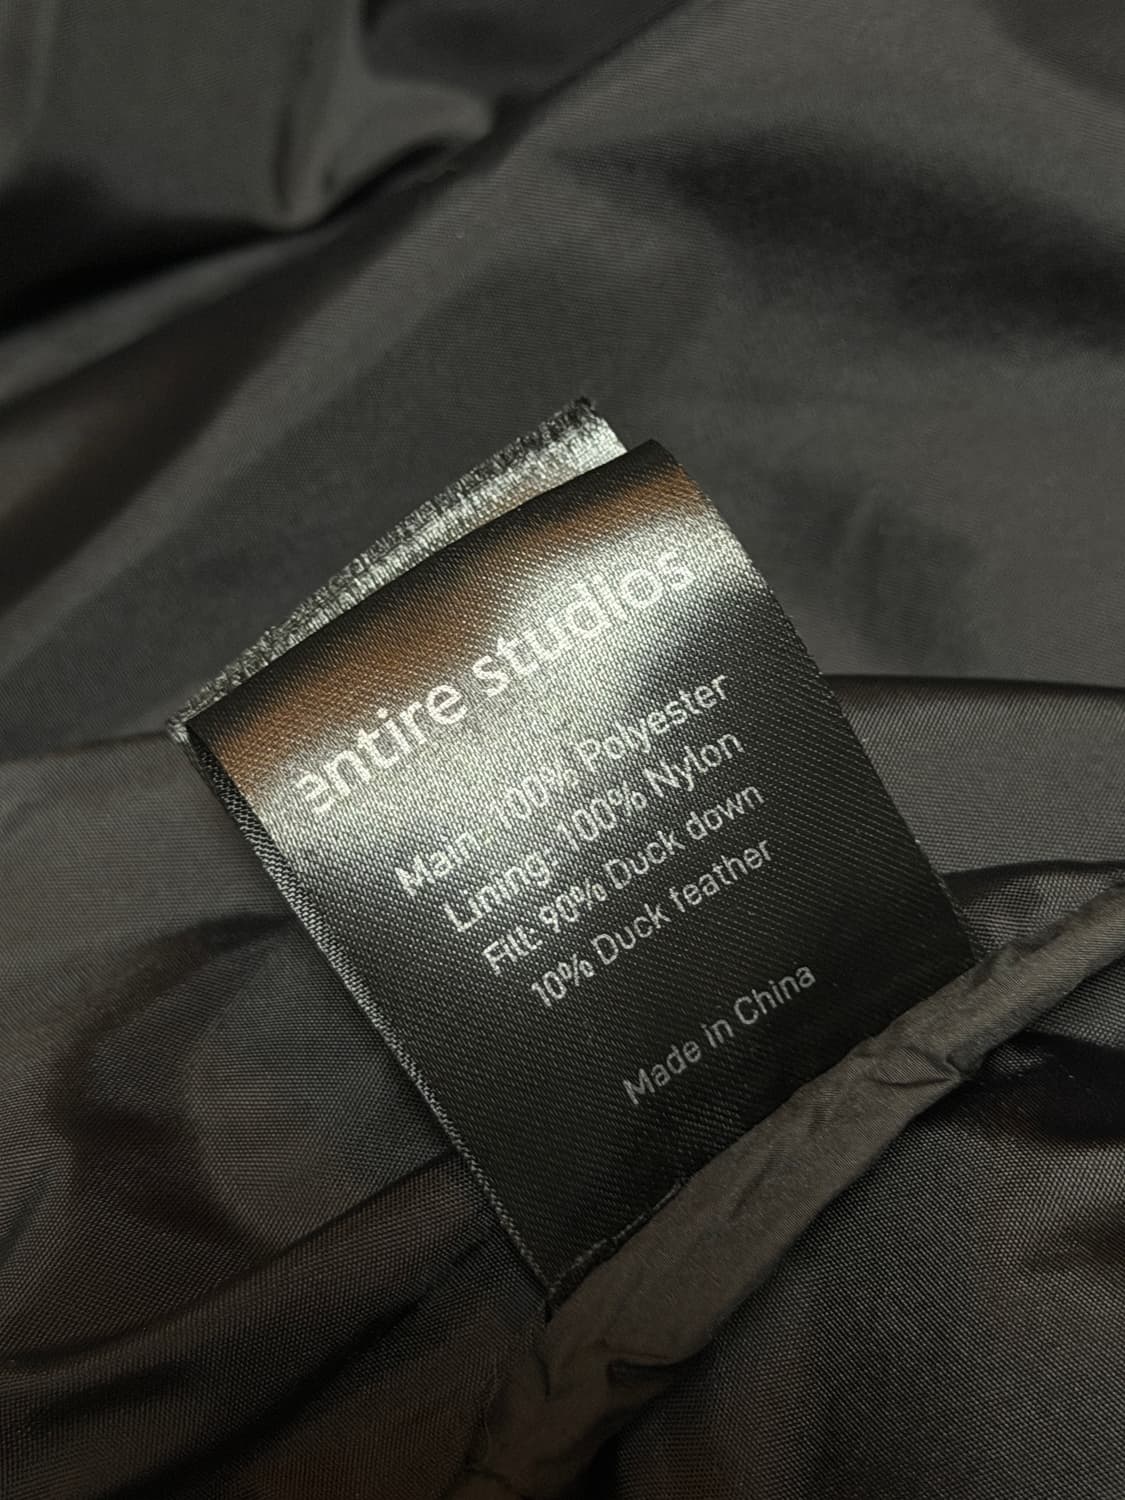 entire studios
Main: 100% Polyester
Lining: 100% Nylon
Fill: 90% Duck down
10% Duck feather
Made in China